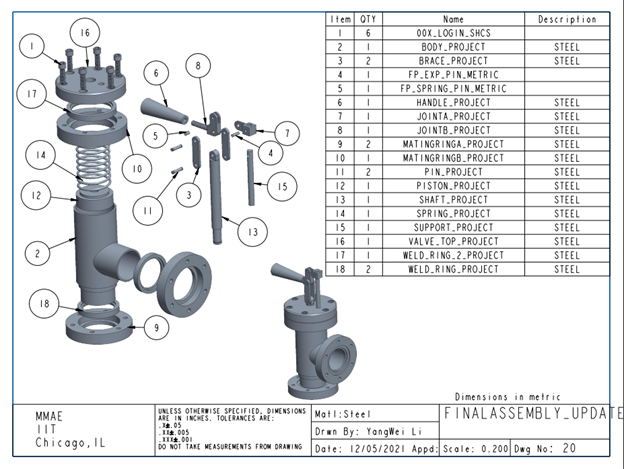 Item QTY Name Description
1 6 00X_LOGIN_SHCS
2 1 BODY_PROJECT STEEL
3 2 BRACE_PROJECT STEEL
4 1 FP_EXP_PIN_METRIC
5 1 FP_SPRING_PIN_METRIC
6 1 HANDLE_PROJECT STEEL
7 1 JOINTA_PROJECT STEEL
8 1 JOINTB_PROJECT STEEL
9 2 MATINGRINGA_PROJECT STEEL
10 1 MATINGRINGB_PROJECT STEEL
11 2 PIN_PROJECT STEEL
12 1 PISTON_PROJECT STEEL
13 1 SHAFT_PROJECT STEEL
14 1 SPRING_PROJECT STEEL
15 1 SUPPORT_PROJECT STEEL
16 1 VALVE_TOP_PROJECT STEEL
17 1 WELD_RING_2_PROJECT STEEL
18 2 WELD_RING_PROJECT STEEL
16
1
13
8
6
17
7
5
4
10
14
15
12
3
11
13
2
18
9
Dimensions in metric
MMAE
IIT
Chicago,IL
UNLESS OTHERWISE SPECIFIED, DIMENSIONS
ARE IN INCHES, TOLERANCES ARE:
.X±.05
.XX±.005
.XXX±.001
DO NOT TAKE MEASUREMENTS FROM DRAWING
Matl:Steel
Drwn By: YangWei Li
Date: 12/05/2021 Appd:
FINALASSEMBLY_UPDATE
Scale: 0.200 Dwg No: 20